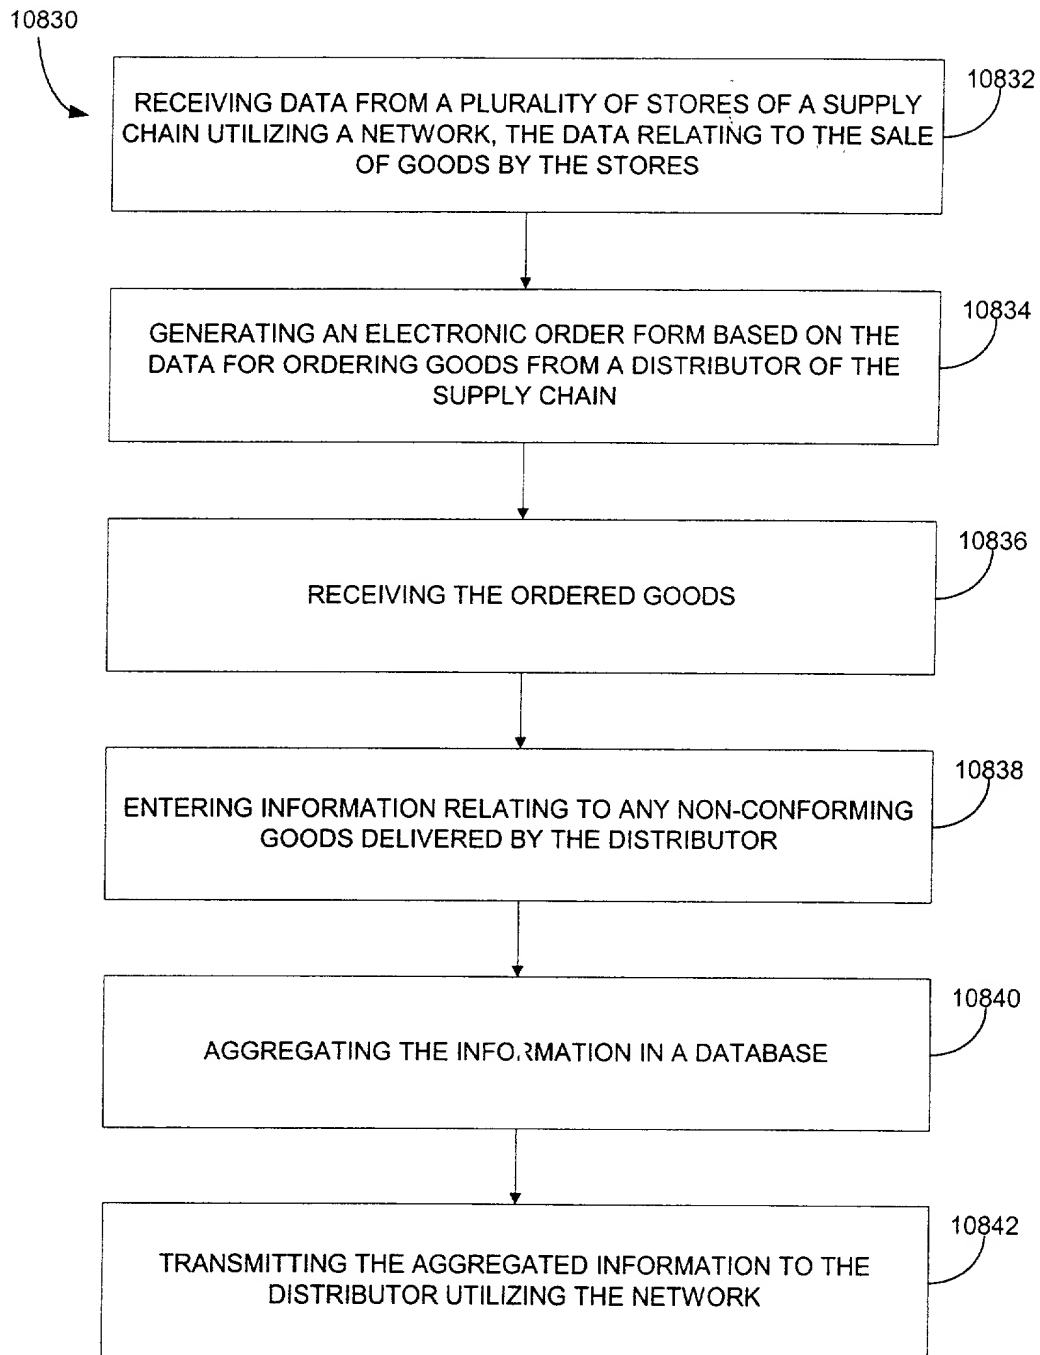 10830
10832
RECEIVING DATA FROM A PLURALITY OF STORES OF A SUPPLY
CHAIN UTILIZING A NETWORK, THE DATA RELATING TO THE SALE
OF GOODS BY THE STORES
10834
GENERATING AN ELECTRONIC ORDER FORM BASED ON THE
DATA FOR ORDERING GOODS FROM A DISTRIBUTOR OF THE
SUPPLY CHAIN
10836
RECEIVING THE ORDERED GOODS
10838
ENTERING INFORMATION RELATING TO ANY NON-CONFORMING
GOODS DELIVERED BY THE DISTRIBUTOR
10840
AGGREGATING THE INFORMATION IN A DATABASE
10842
TRANSMITTING THE AGGREGATED INFORMATION TO THE
DISTRIBUTOR UTILIZING THE NETWORK